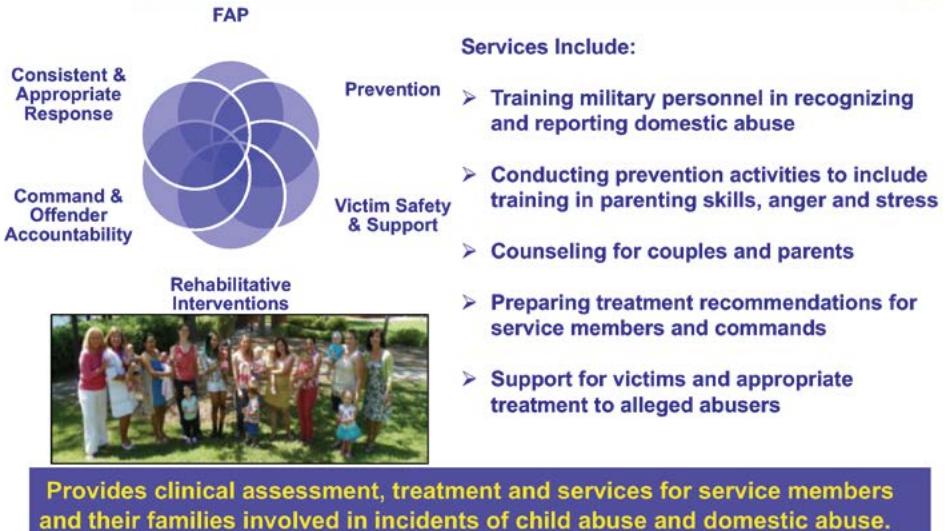 FAP
Consistent &
Appropriate
Response
Prevention
Command &
Offender
Accountability
Victim Safety
& Support
Rehabilitative
Interventions
Services Include:
➢ Training military personnel in recognizing
and reporting domestic abuse
➢ Conducting prevention activities to include
training in parenting skills, anger and stress
➢ Counseling for couples and parents
➢ Preparing treatment recommendations for
service members and commands
➢ Support for victims and appropriate
treatment to alleged abusers
Provides clinical assessment, treatment and services for service members
and their families involved in incidents of child abuse and domestic abuse.